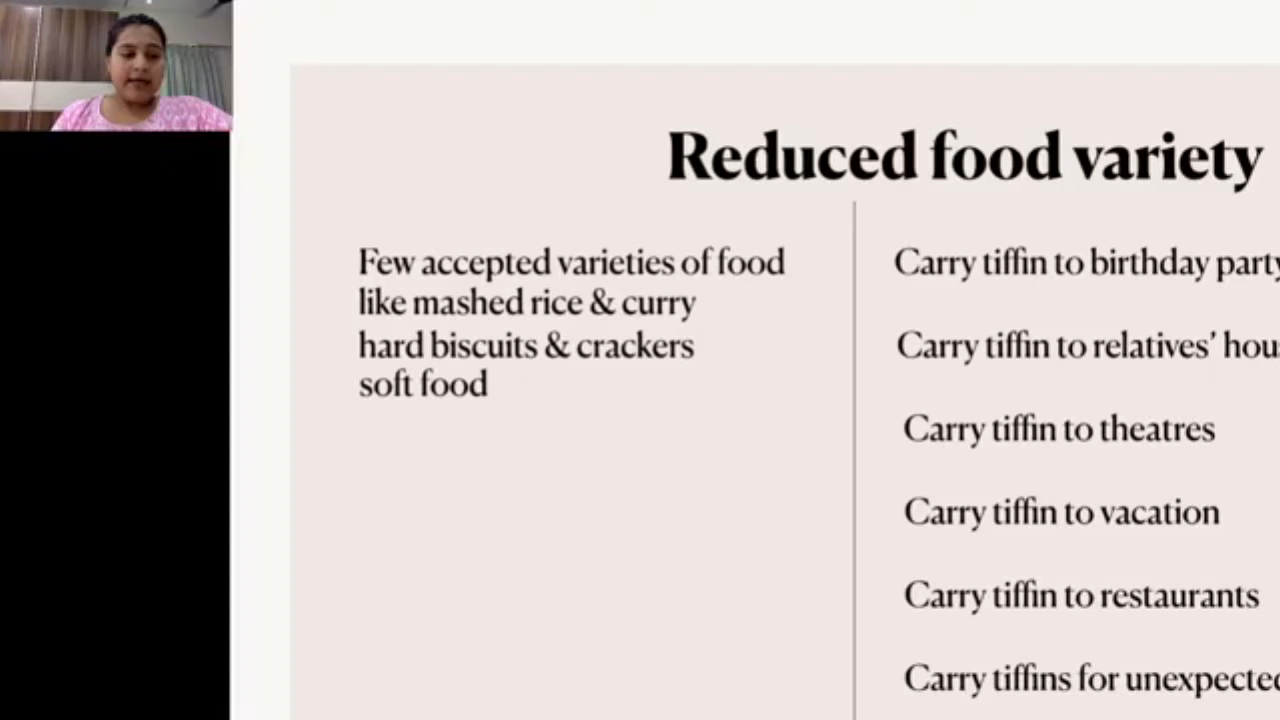 Reduced food variety
Few accepted varieties of food
like mashed rice & curry
hard biscuits & crackers
soft food
Carry tiffin to birthday party
Carry tiffin to relatives’
Carry tiffin to theatres
Carry tiffin to vacation
Carry tiffin to restaurants
Carry tiffins for